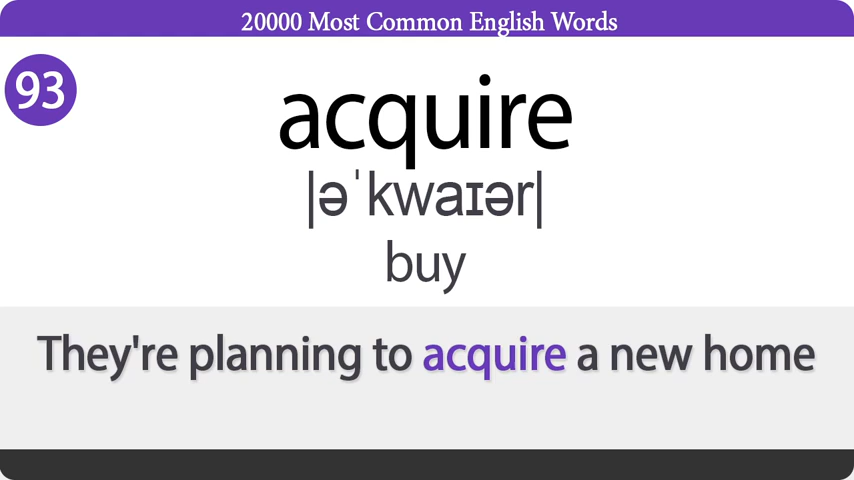 20000 Most Common English Words
93
acquire
|əˈkwaɪər|
buy
They're planning to acquire a new home